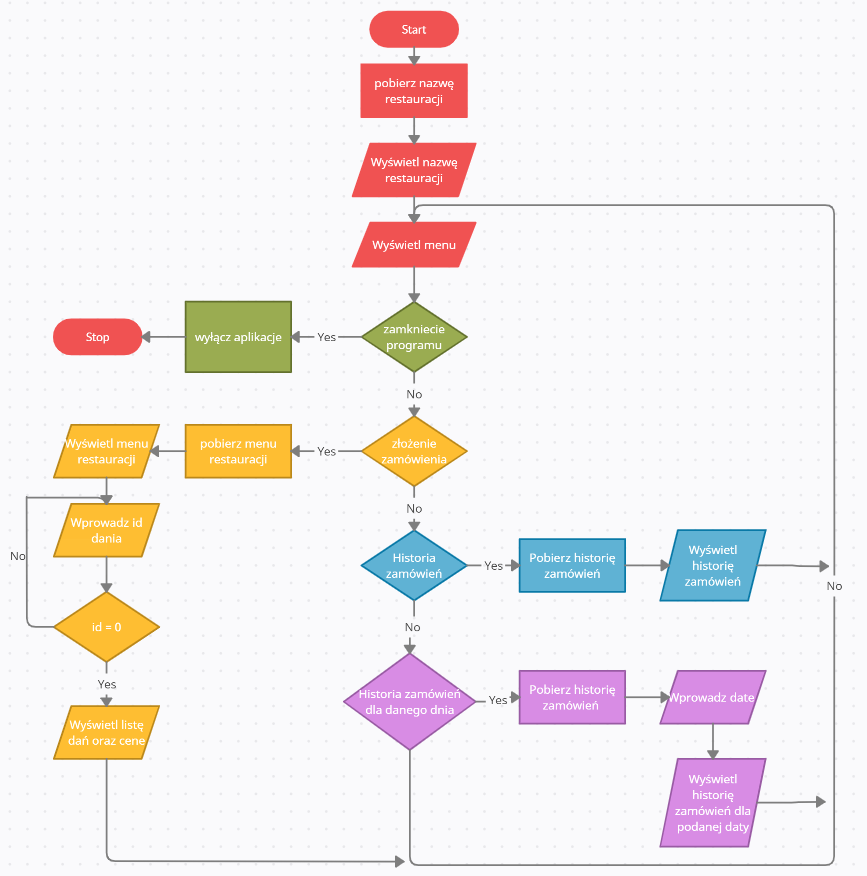 Start
pobierz nazwę
restauracji
Wyświetl nazwę
restauracji
Wyświetl menu
zamkniecie
programu
Yes
wyłącz aplikacje
Stop
No
złożenie
zamówienia
Yes
pobierz menu
restauracji
Wyświetl menu
restauracji
Wprowadz id
dania
No
id = 0
Yes
Wyświetl listę
dań oraz cene
No
Historia
zamówień
Yes
Pobierz historię
zamówień
Wyświetl
historię
zamówień
No
No
Historia zamówień
dla danego dnia
Yes
Pobierz historię
zamówień
Wprowadz date
Wyświetl
historię
zamówień dla
podanej daty